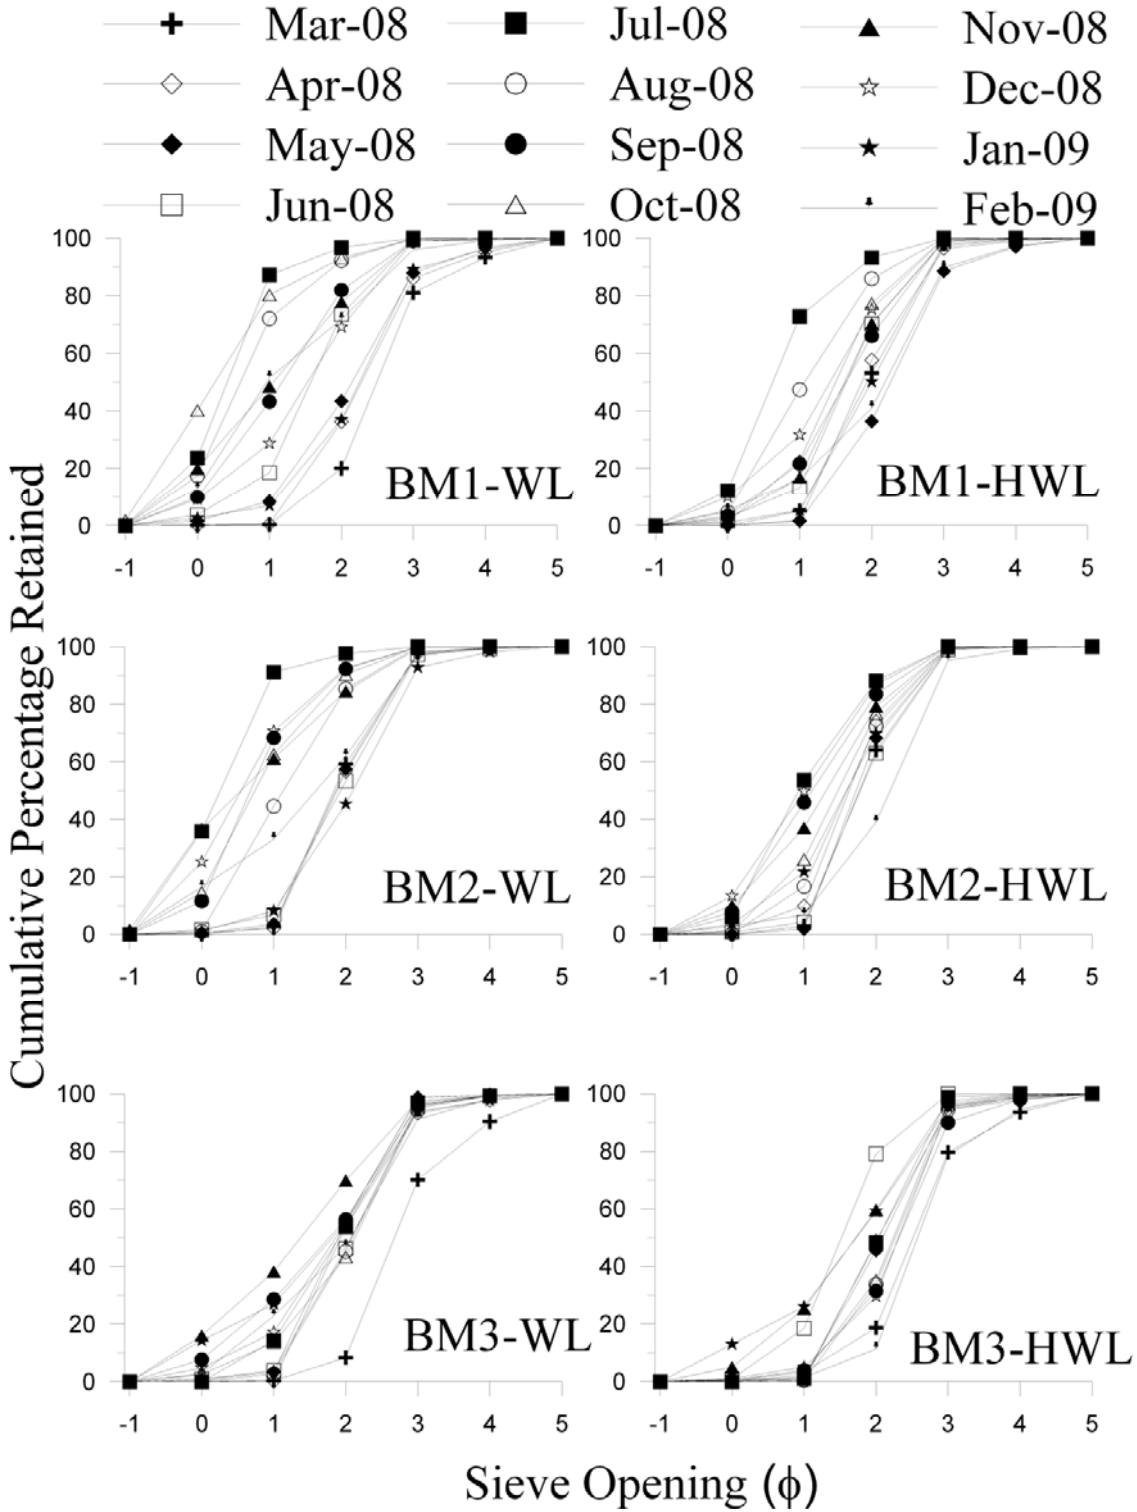 Mar-08 Jul-08 Nov-08
Apr-08 Aug-08 Dec-08
May-08 Sep-08 Jan-09
Jun-08 Oct-08 Feb-09
Cumulative Percentage Retained
100
80
60
40
20
0
-1 0 1 2 3 4 5
BM1-WL
100
80
60
40
20
0
-1 0 1 2 3 4 5
BM1-HWL
100
80
60
40
20
0
-1 0 1 2 3 4 5
BM2-WL
100
80
60
40
20
0
-1 0 1 2 3 4 5
BM2-HWL
100
80
60
40
20
0
-1 0 1 2 3 4 5
BM3-WL
100
80
60
40
20
0
-1 0 1 2 3 4 5
BM3-HWL
Sieve Opening (ϕ)